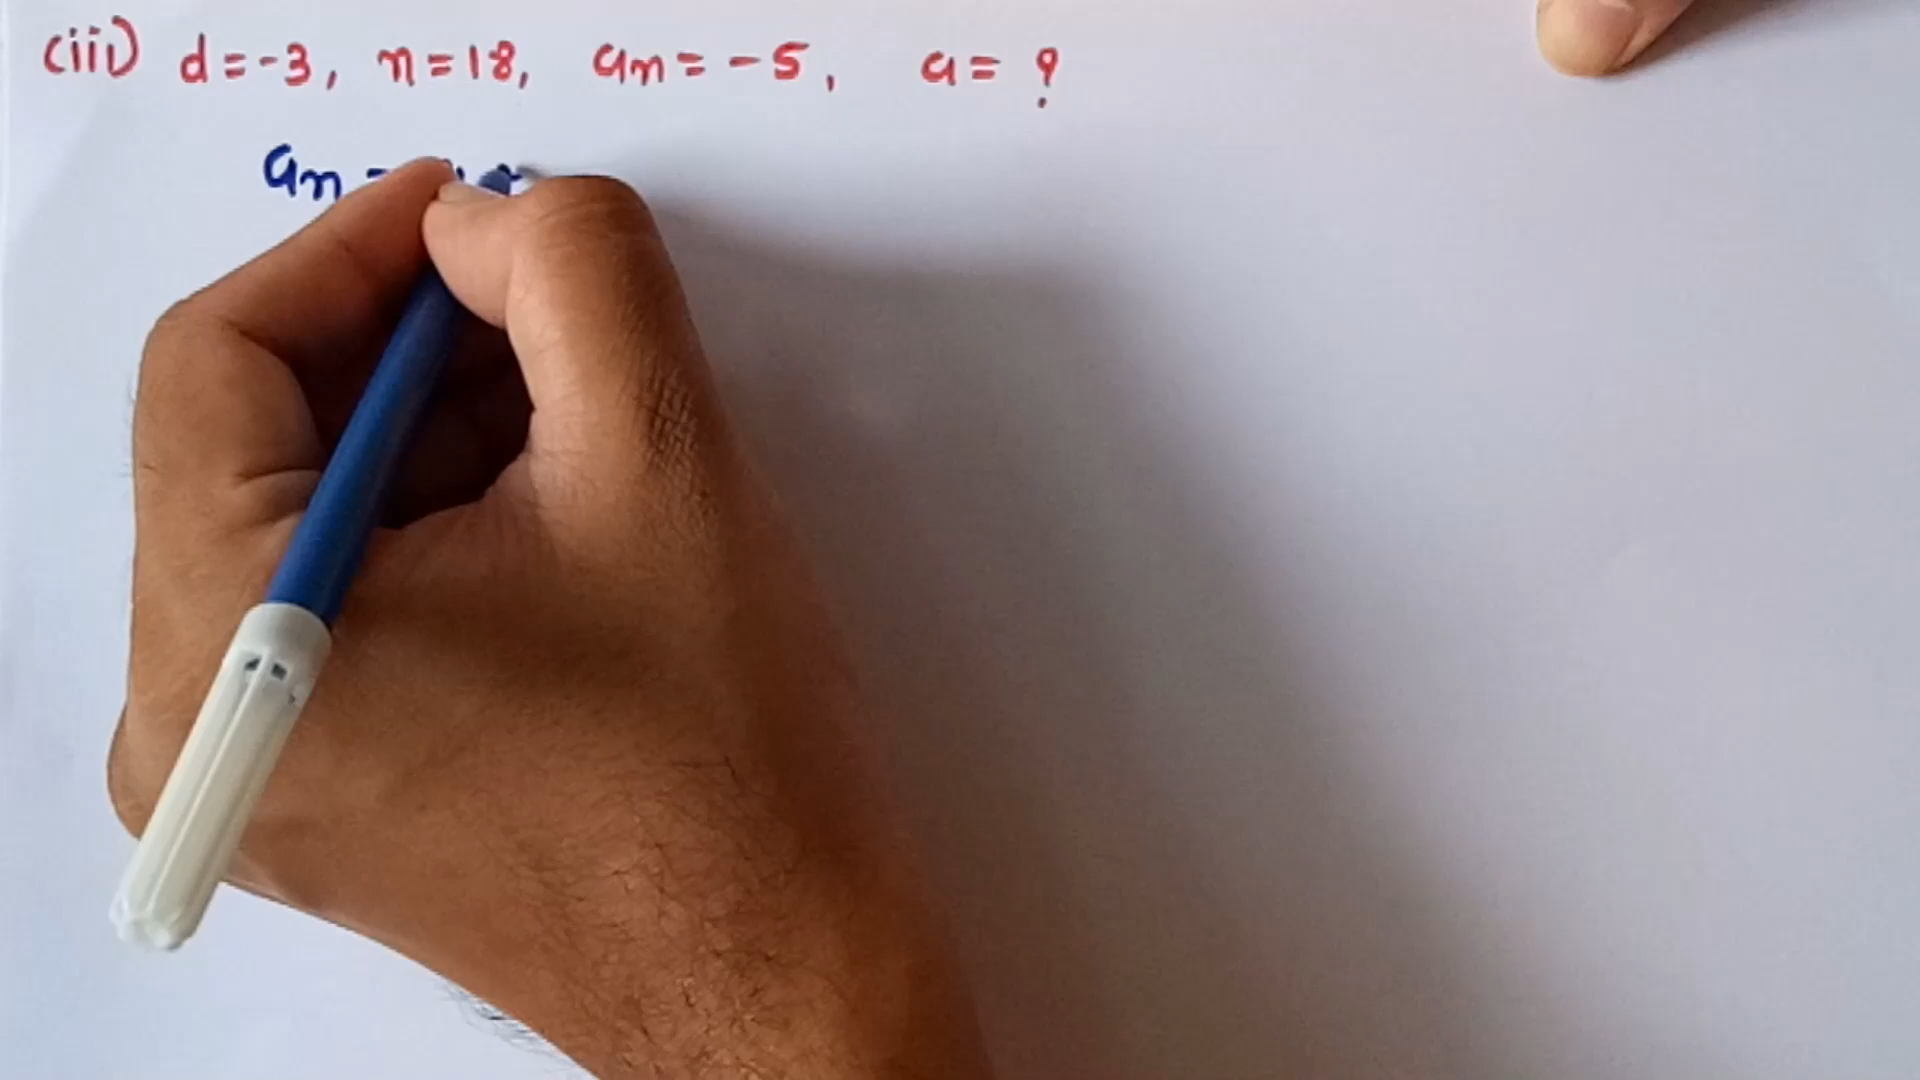 (iii) d=-3, n=18, an=-5, a=?
an =